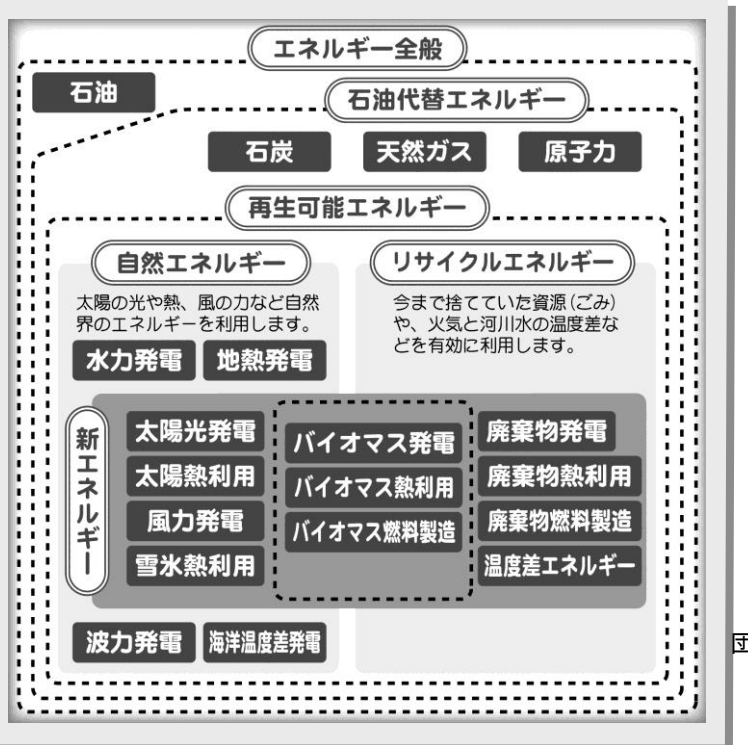 エネルギー全般
石油
石油代替エネルギー
石炭
天然ガス
原子力
再生可能エネルギー
自然エネルギー
太陽の光や熱、風の力など自然
界のエネルギーを利用します。
水力発電
地熱発電
リサイクルエネルギー
今まで捨てていた資源(ごみ)
や、火気と河川水の温度差な
どを有効に利用します。
新エネルギー
太陽光発電
太陽熱利用
風力発電
雪氷熱利用
バイオマス発電
バイオマス熱利用
バイオマス燃料製造
廃棄物発電
廃棄物熱利用
廃棄物燃料製造
温度差エネルギー
波力発電
海洋温度差発電